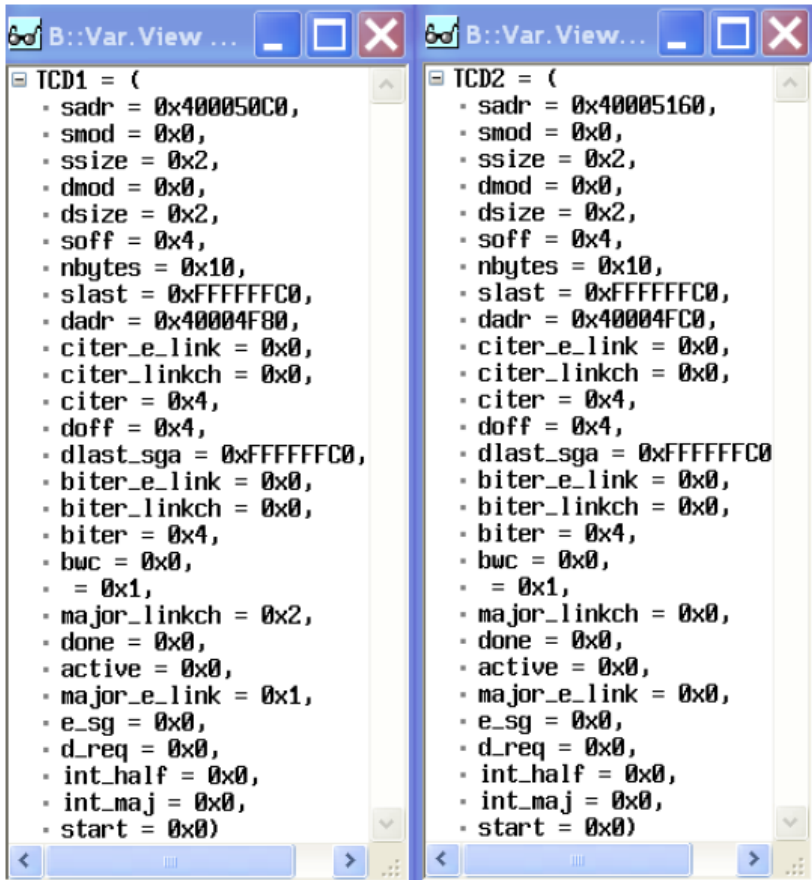 B::Var.View ...
TCD1 = (
sadr = 0x400050C0,
smod = 0x0,
ssize = 0x2,
dmod = 0x0,
dsize = 0x2,
soff = 0x4,
nbytes = 0x10,
slast = 0xFFFFFFC0,
dadr = 0x40004F80,
citer_e_link = 0x0,
citer_linkch = 0x0,
citer = 0x4,
doff = 0x4,
dlast_sga = 0xFFFFFFC0,
biter_e_link = 0x0,
biter_linkch = 0x0,
biter = 0x4,
bwc = 0x0,
= 0x1,
major_linkch = 0x2,
done = 0x0,
active = 0x0,
major_e_link = 0x1,
e_sg = 0x0,
d_req = 0x0,
int_half = 0x0,
int_maj = 0x0,
start = 0x0)
B::Var.View...
TCD2 = (
sadr = 0x40005160,
smod = 0x0,
ssize = 0x2,
dmod = 0x0,
dsize = 0x2,
soff = 0x4,
nbytes = 0x10,
slast = 0xFFFFFFC0,
dadr = 0x40004FC0,
citer_e_link = 0x0,
citer_linkch = 0x0,
citer = 0x4,
doff = 0x4,
dlast_sga = 0xFFFFFFC0
biter_e_link = 0x0,
biter_linkch = 0x0,
biter = 0x4,
bwc = 0x0,
= 0x1,
major_linkch = 0x0,
done = 0x0,
active = 0x0,
major_e_link = 0x0,
e_sg = 0x0,
d_req = 0x0,
int_half = 0x0,
int_maj = 0x0,
start = 0x0)